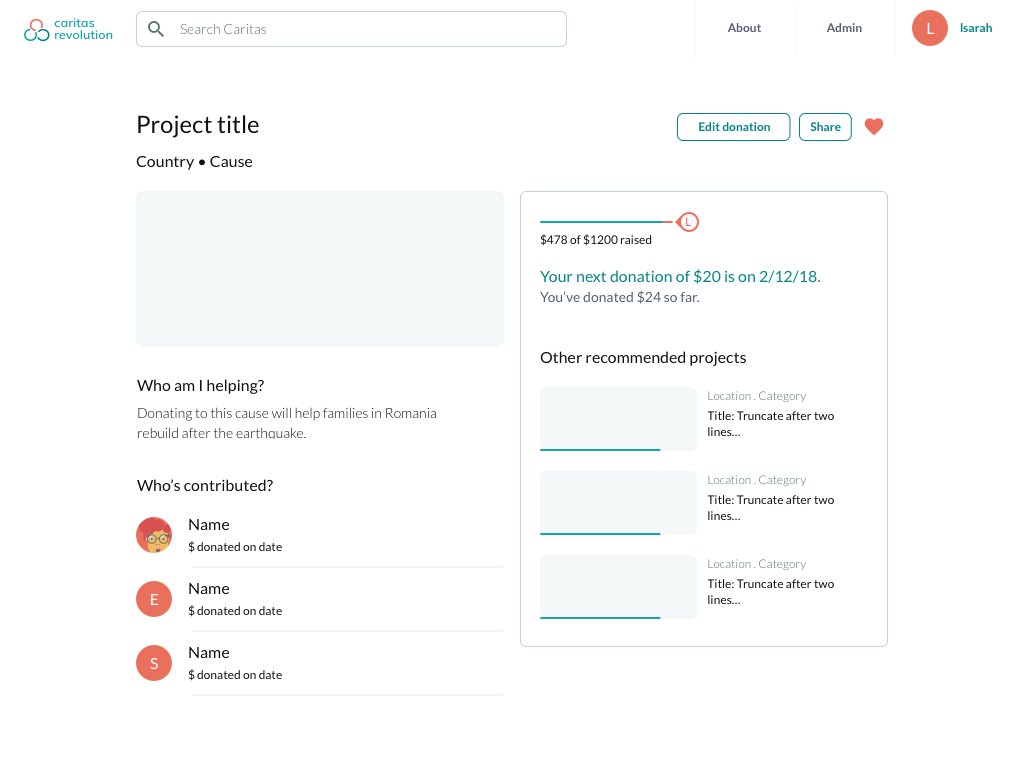 caritas
revolution
Search Caritas
About
Admin
L
lsarah
Project title
Edit donation
Share
Country • Cause
L
$478 of $1200 raised
Your next donation of $20 is on 2/12/18.
You’ve donated $24 so far.
Who am I helping?
Donating to this cause will help families in Romania
rebuild after the earthquake.
Who’s contributed?
Name
$ donated on date
E
Name
$ donated on date
S
Name
$ donated on date
Other recommended projects
Location . Category
Title: Truncate after two
lines...
Location . Category
Title: Truncate after two
lines...
Location . Category
Title: Truncate after two
lines...